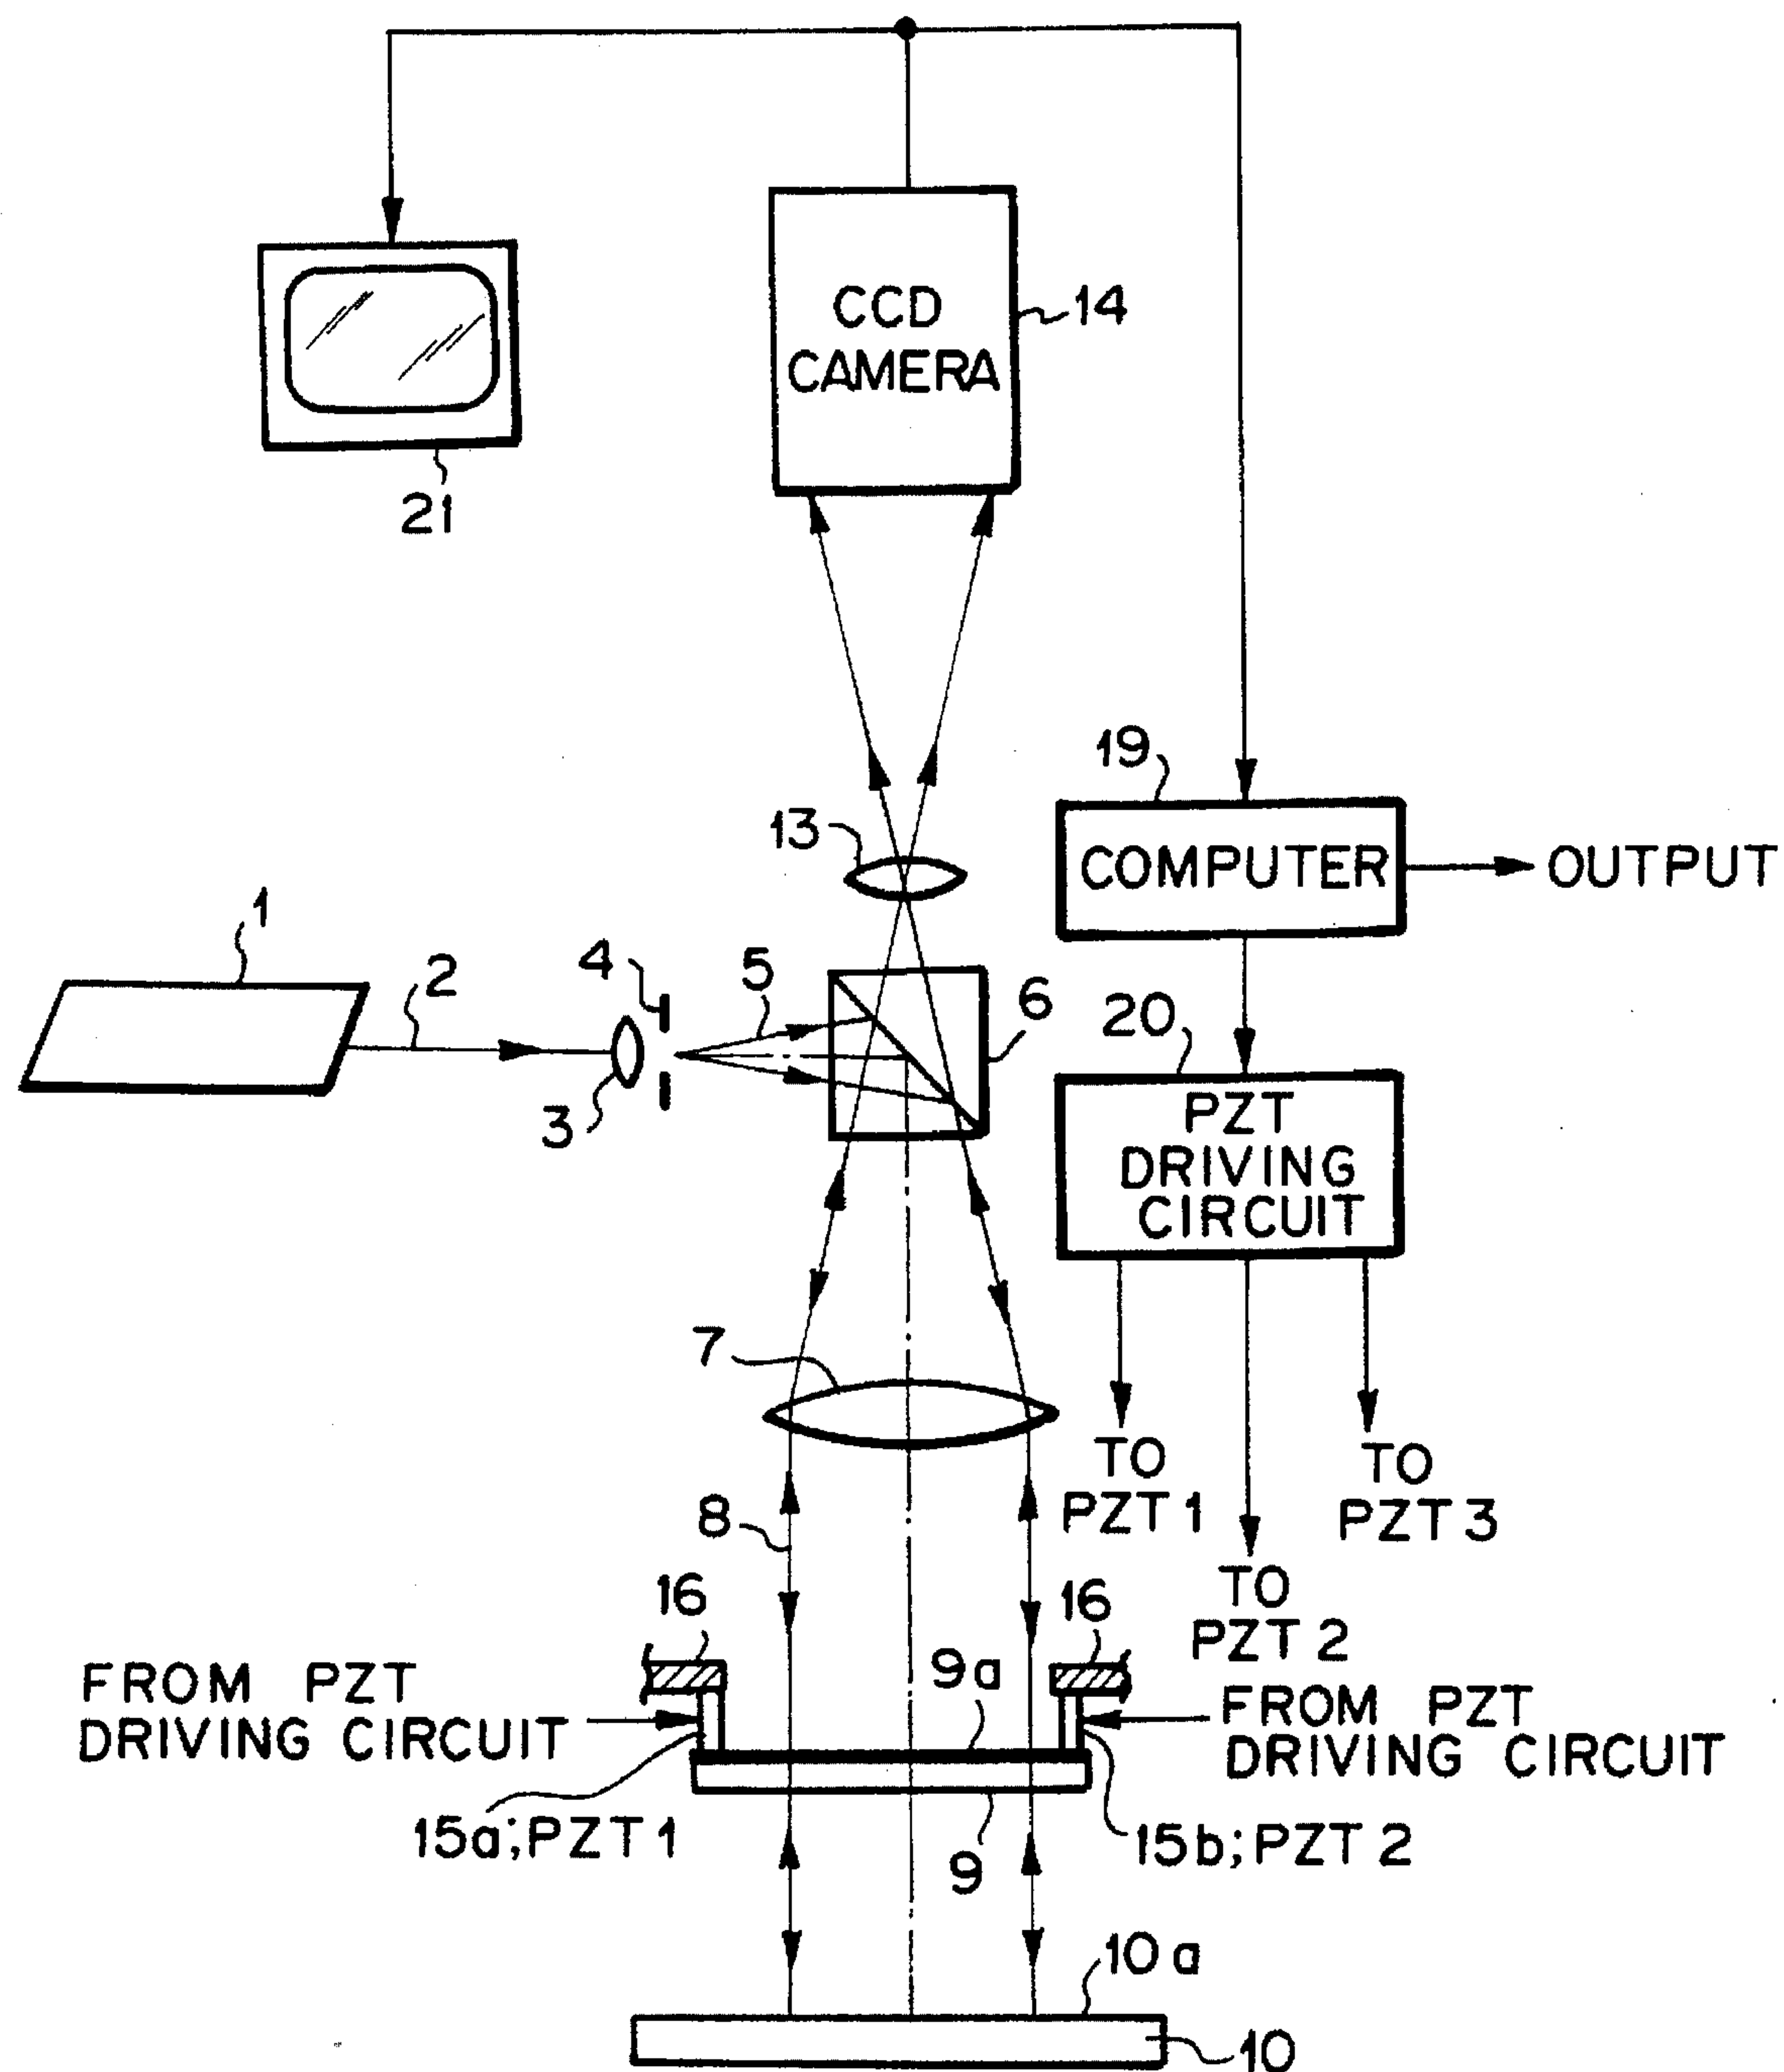 CCD
CAMERA
14
21
19
13
COMPUTER
OUTPUT
1
2
4
5
6
3
20
PZT
DRIVING
CIRCUIT
7
TO
PZT 1
TO
PZT 3
8
TO
PZT 2
16
16
FROM PZT
DRIVING CIRCUIT
9a
FROM PZT
DRIVING CIRCUIT
15a;PZT 1
9
15b;PZT 2
10a
10